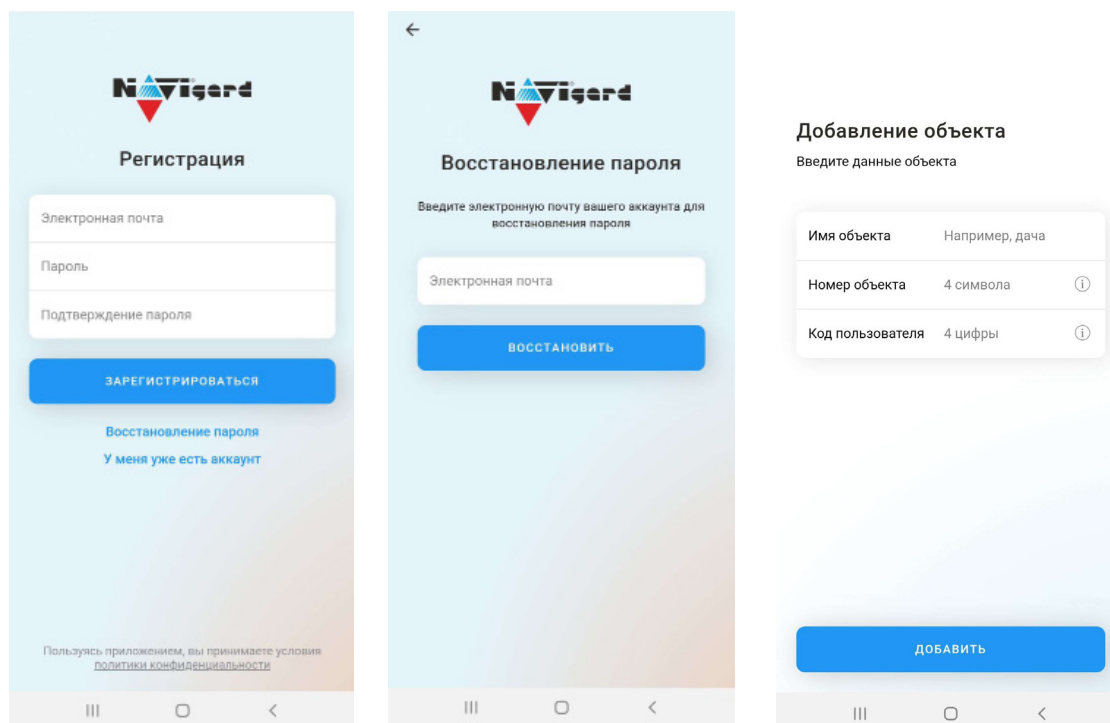 Navigard
Регистрация
Электронная почта
Пароль
Подтверждение пароля
ЗАРЕГИСТРИРОВАТЬСЯ
Восстановление пароля
У меня уже есть аккаунт
Пользуясь приложением, вы принимаете условия
политики конфиденциальности
Navigard
Восстановление пароля
Введите электронную почту вашего аккаунта для
восстановления пароля
Электронная почта
ВОССТАНОВИТЬ
Добавление объекта
Введите данные объекта
Имя объекта Например, дача
Номер объекта 4 символа
Код пользователя 4 цифры
ДОБАВИТЬ